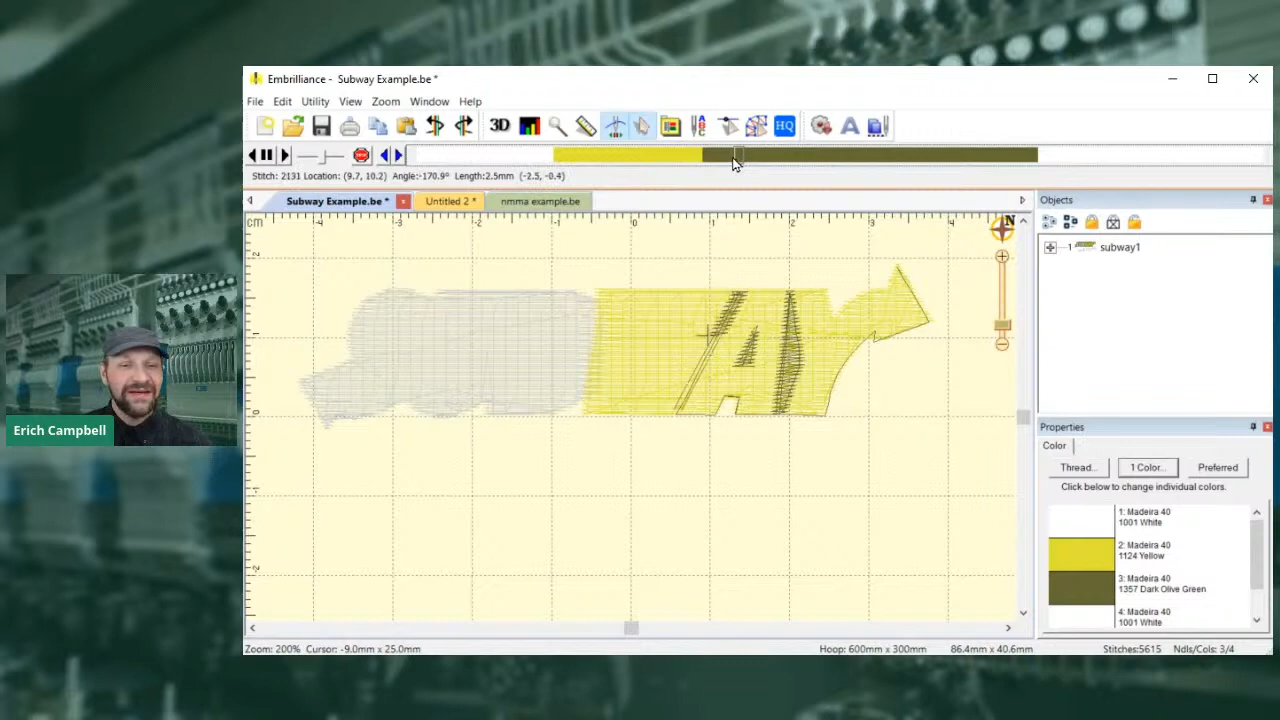 Embrilliance - Subway Example.be *
File Edit Utility View Zoom Window Help
3D HQ
Stitch: 2131 Location: (9.7, 10.2) Angle:-170.9° Length:2.5mm (-2.5, -0.4)
Subway Example.be * Untitled 2 * nmma example.be
cm -4 -3 -2 -1 0 1 2 3 4
N
2
1
0
-1
-2
Objects
1 subway1
Properties
Color
Thread... 1 Color... Preferred
Click below to change individual colors.
1: Madeira 40
1001 White
2: Madeira 40
1124 Yellow
3: Madeira 40
1357 Dark Olive Green
4: Madeira 40
1001 White
Zoom: 200% Cursor: -9.0mm x 25.0mm Hoop: 600mm x 300mm 86.4mm x 40.6mm Stitches:5615 Ndls/Cols: 3/4
Erich Campbell